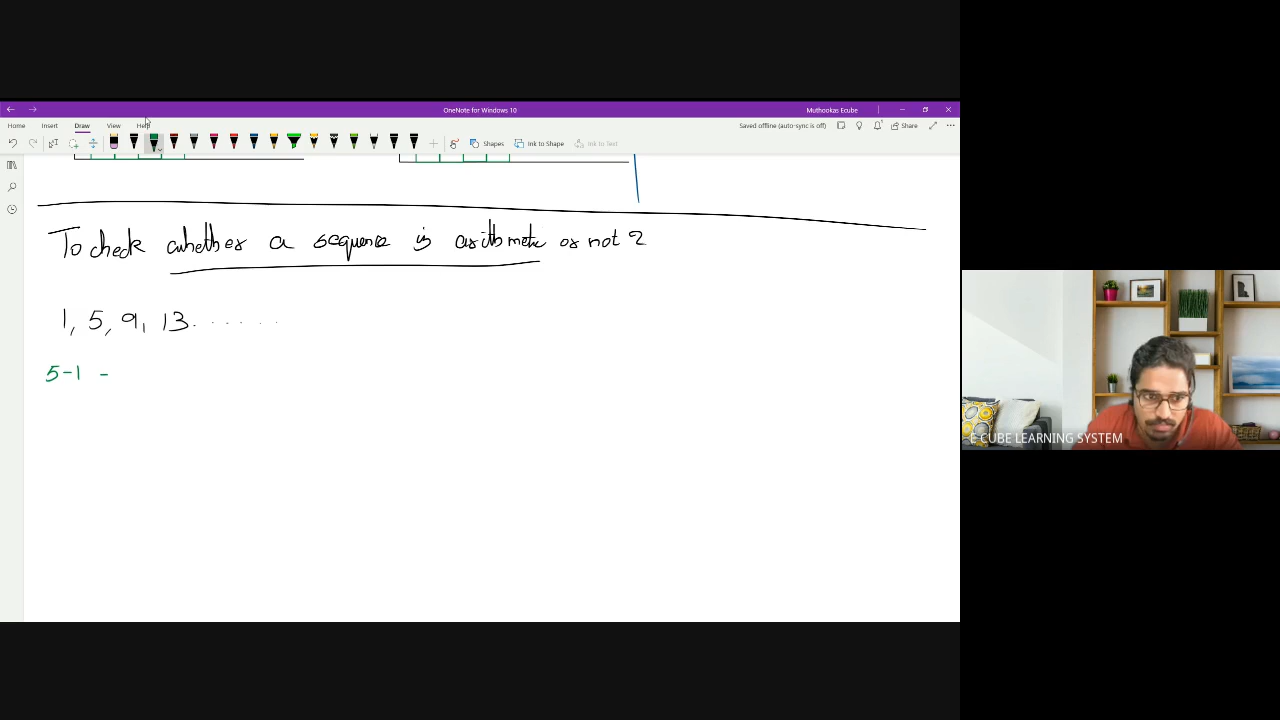 OneNote for Windows 10
Muthookas Ecube
Home Insert Draw View Help
Saved offline (auto-sync is off) Share
Shapes Ink to Shape Ink to Text
To check whether a sequence is arithmetic or not ?
1, 5, 9, 13. . . . . . .
5-1 -
E CUBE LEARNING SYSTEM